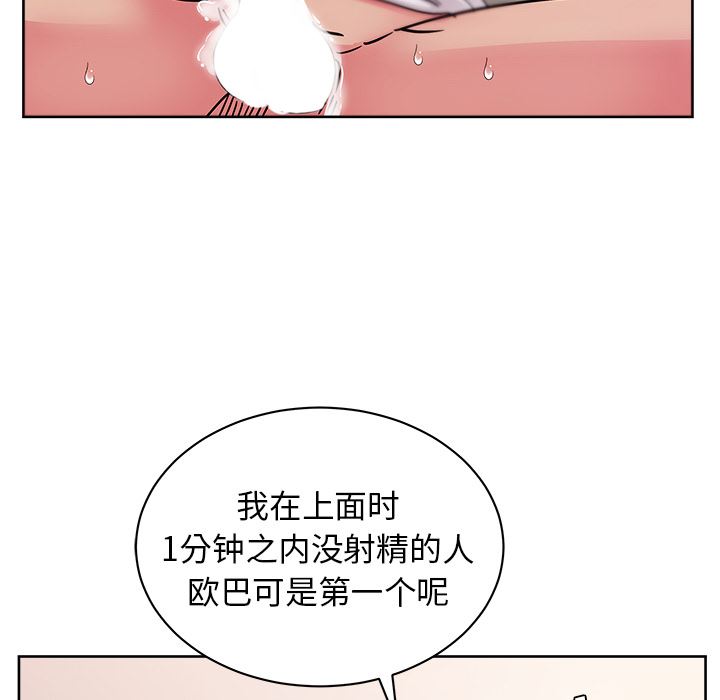 我在上面时
1分钟之内没射精的人
欧巴可是第一个呢